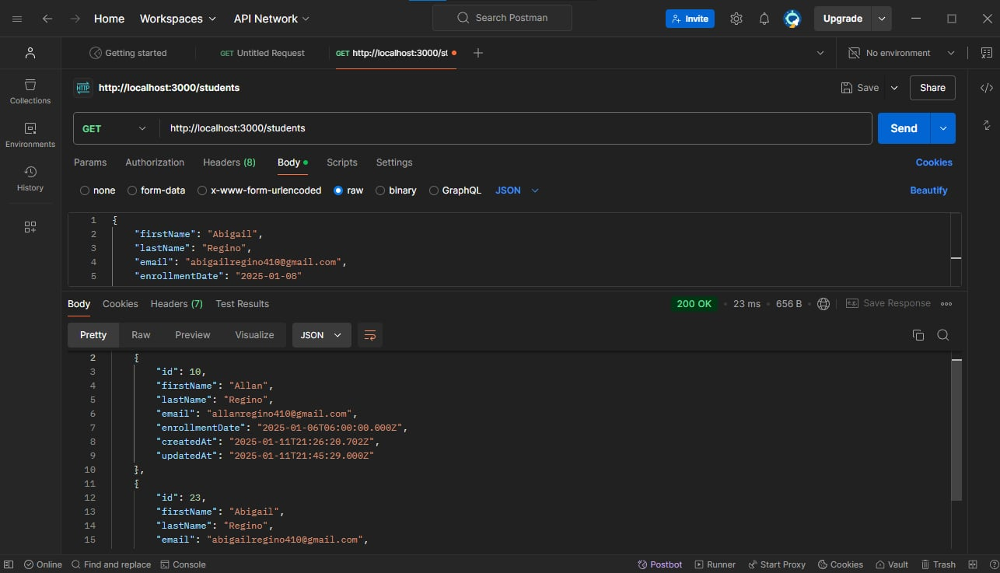 Home Workspaces API Network Search Postman Invite Upgrade
Getting started GET Untitled Request GET http://localhost:3000/st No environment
HTTP http://localhost:3000/students Save Share
Collections
Environments
History
GET http://localhost:3000/students Send
Params Authorization Headers (8) Body Scripts Settings Cookies
none form-data x-www-form-urlencoded raw binary GraphQL JSON Beautify
1 {
2 "firstName": "Abigail",
3 "lastName": "Regino",
4 "email": "abigailregino410@gmail.com",
5 "enrollmentDate": "2025-01-08"
Body Cookies Headers (7) Test Results 200 OK 23 ms 656 B e.g. Save Response
Pretty Raw Preview Visualize JSON
2 {
3 "id": 10,
4 "firstName": "Allan",
5 "lastName": "Regino",
6 "email": "allanregino410@gmail.com",
7 "enrollmentDate": "2025-01-06T06:00:00.000Z",
8 "createdAt": "2025-01-11T21:26:20.702Z",
9 "updatedAt": "2025-01-11T21:45:29.000Z"
10 },
11 {
12 "id": 23,
13 "firstName": "Abigail",
14 "lastName": "Regino",
15 "email": "abigailregino410@gmail.com",
Online Find and replace Console Postbot Runner Start Proxy Cookies Vault Trash